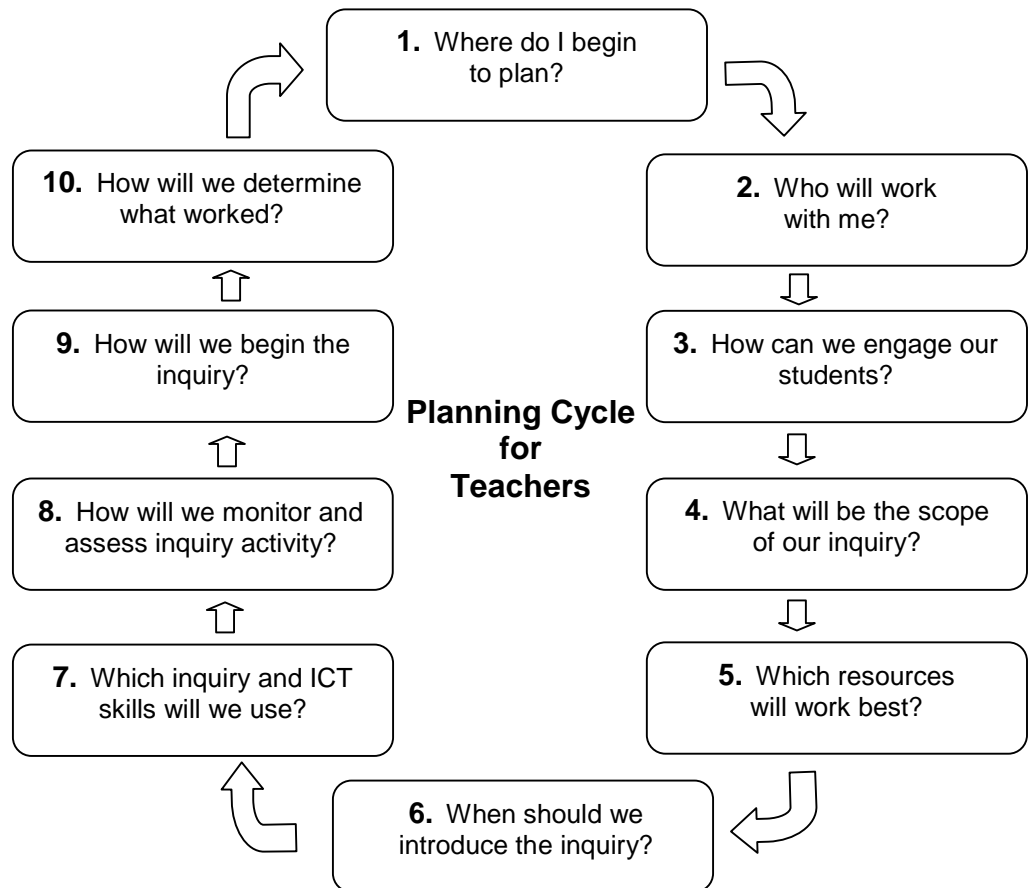 1. Where do I beg
to plan?
2. Who will work
with me?
3. How can we engage our
students?
4. What will be the scope
of our inquiry?
5. Which resources
will work best?
6. When should we
introduce the inquiry?
7. Which inquiry and ICT
skills will we use?
8. How will we monitor and
assess inquiry activity?
9. How will we begin the
inquiry?
10. How will we determine
what worked?
Planning Cycle
for
Teachers